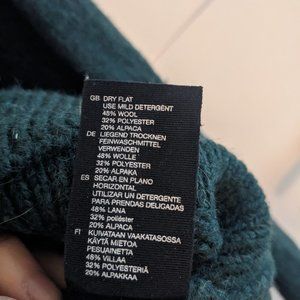 GB DRY FLAT
USE MILD DETERGENT
48% WOOL
32% POLYESTER
20% ALPACA
DE LIEGEND TROCKNEN
FEINWASCHMITTEL
VERWENDEN
48% WOLLE
32% POLYESTER
20% ALPAKA
ES SECAR EN PLANO
HORIZONTAL
UTILIZAR UN DETERGENTE
PARA PRENDAS DELICADAS
48% LANA
32% poliéster
20% ALPACA
FI KUIVATAAN VAAKATASOSSA
KÄYTÄ MIETOA
PESUAINETTA
48% VILLAA
32% POLYESTERIÄ
20% ALPAKKAA